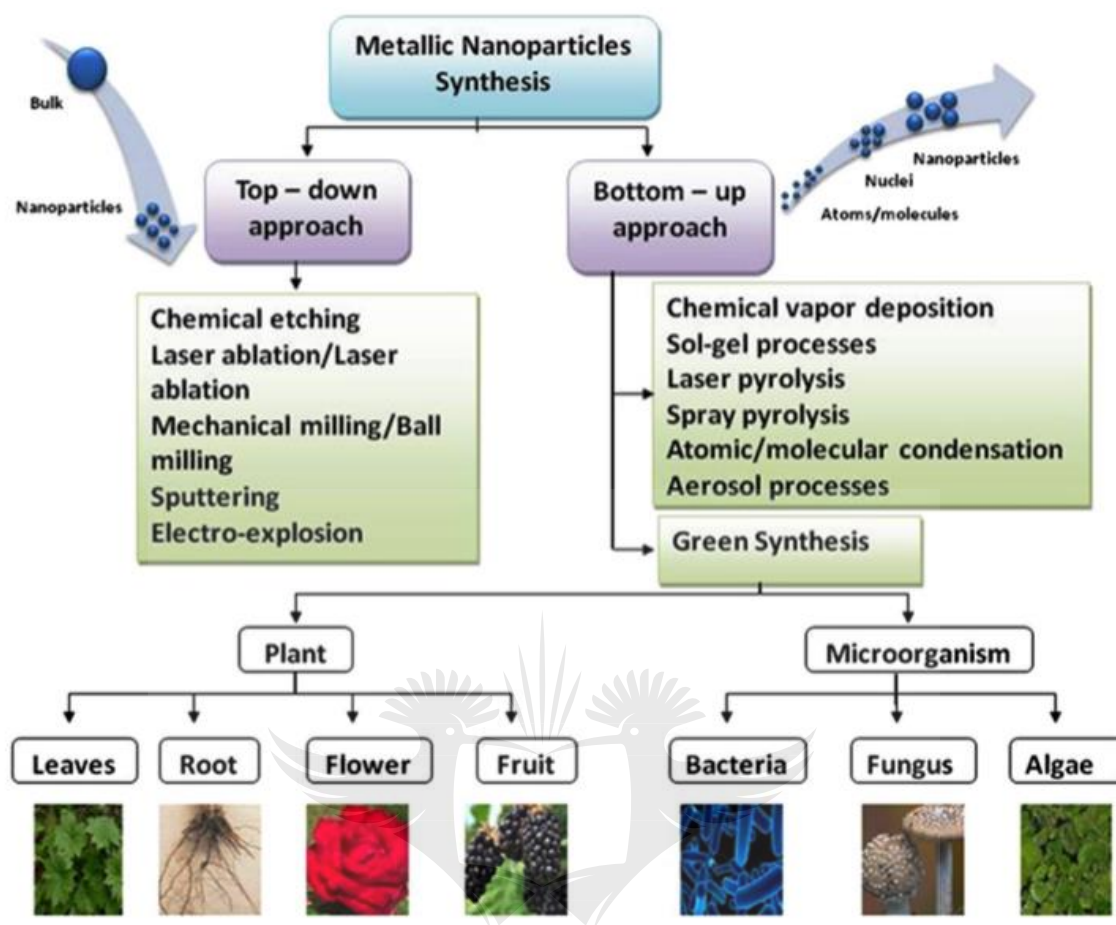 Metallic Nanoparticles
Synthesis
Bulk
Nanoparticles
Nanoparticles
Nuclei
Atoms/molecules
Top – down
approach
Bottom – up
approach
Chemical etching
Laser ablation/Laser
ablation
Mechanical milling/Ball
milling
Sputtering
Electro-explosion
Chemical vapor deposition
Sol-gel processes
Laser pyrolysis
Spray pyrolysis
Atomic/molecular condensation
Aerosol processes
Green Synthesis
Plant
Microorganism
Leaves
Root
Flower
Fruit
Bacteria
Fungus
Algae